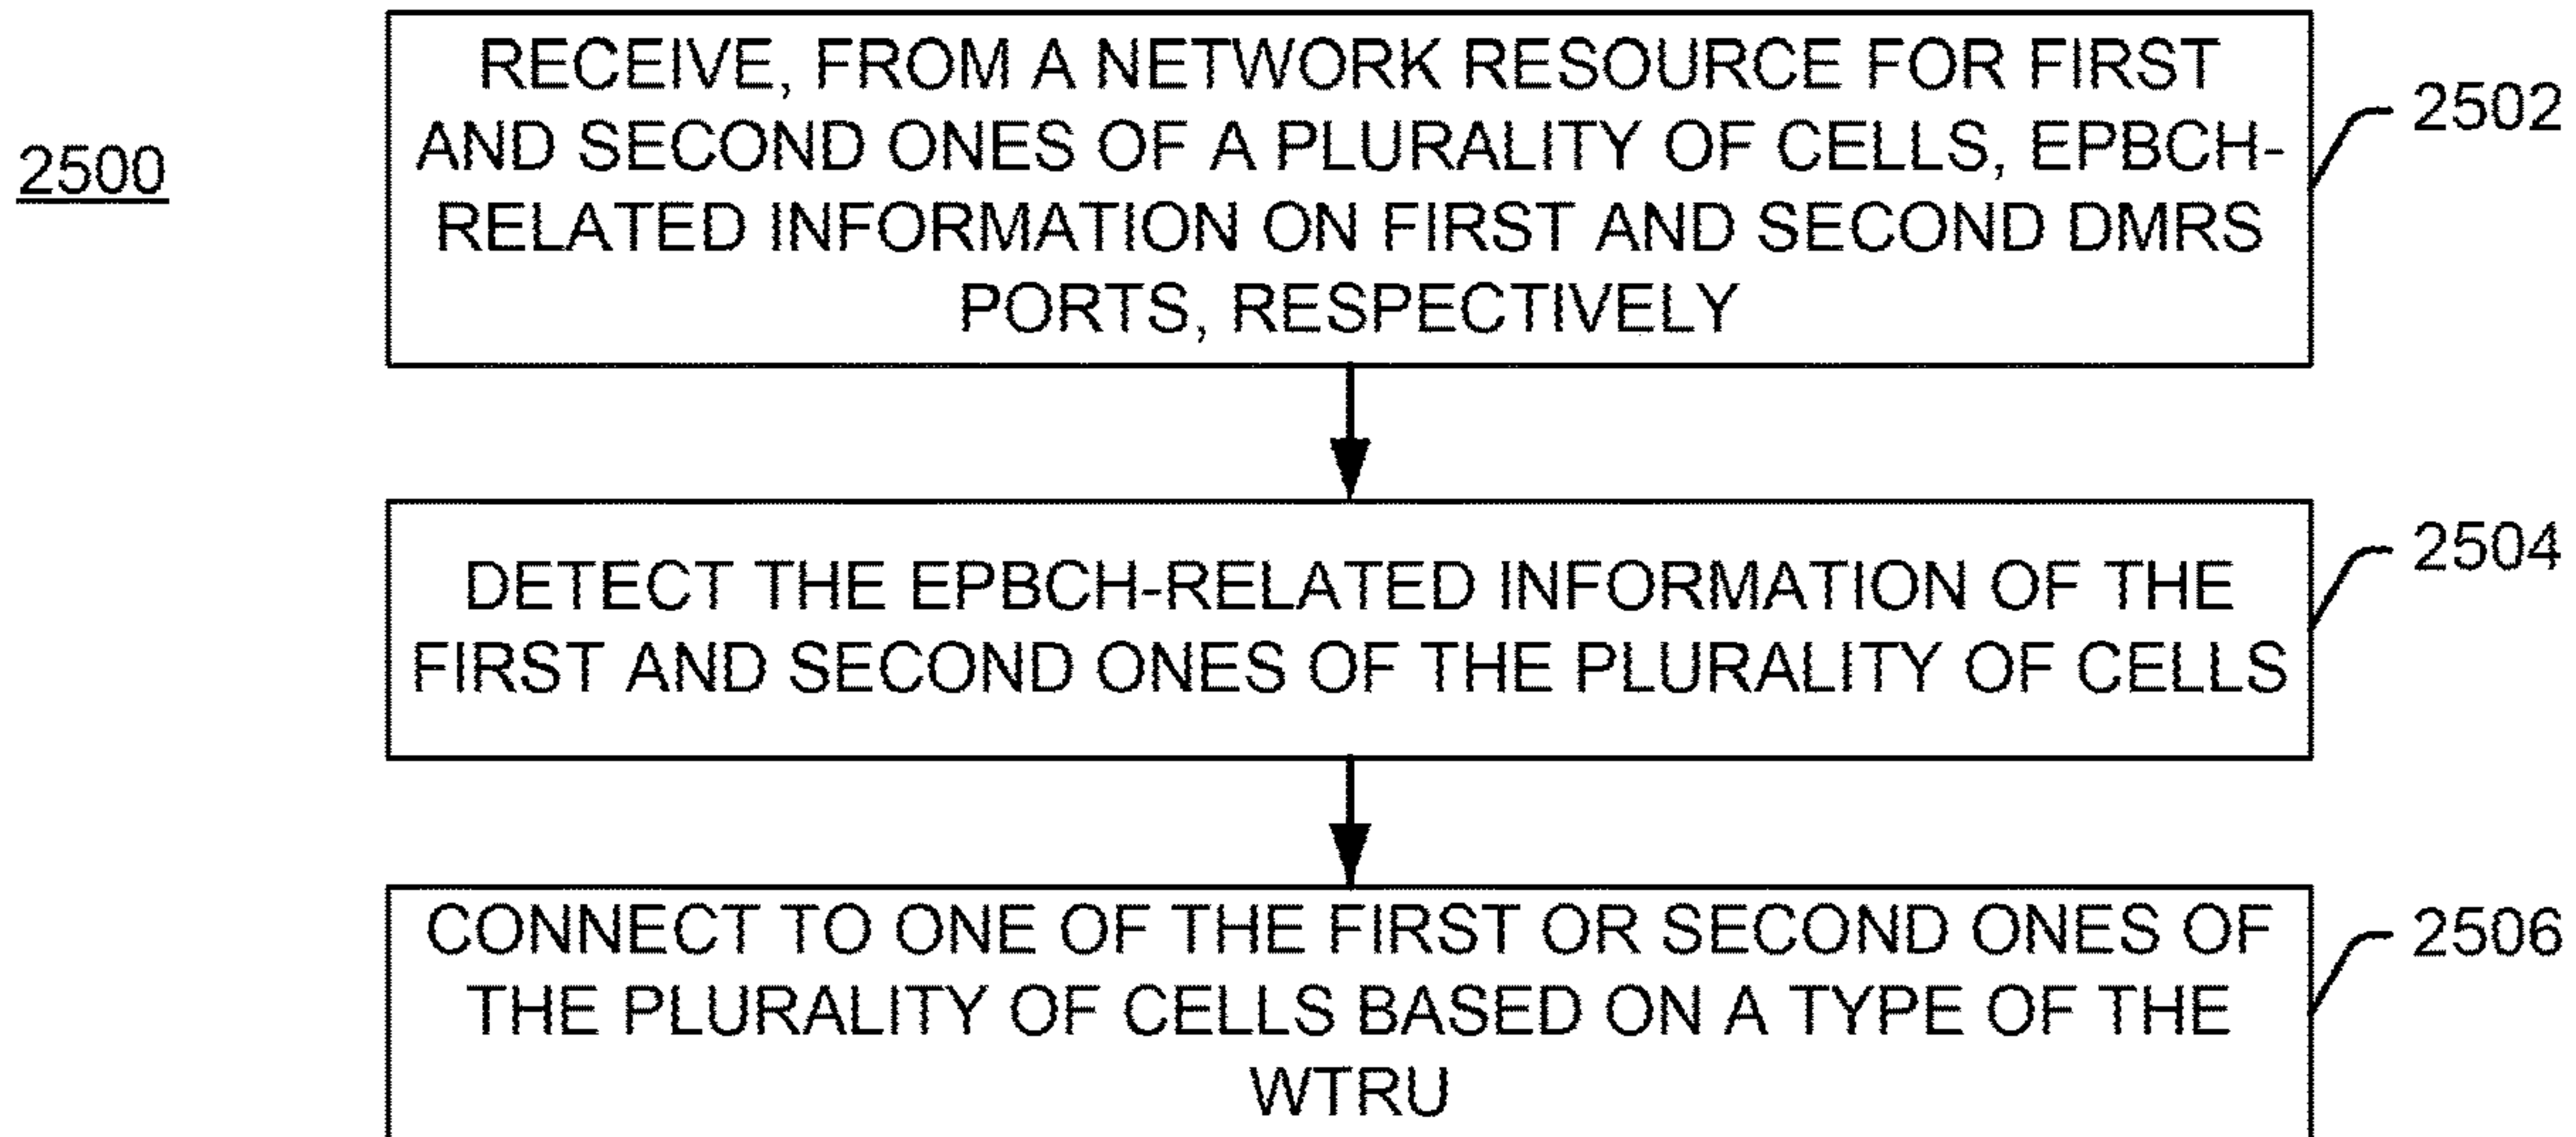 2500
RECEIVE, FROM A NETWORK RESOURCE FOR FIRST
AND SECOND ONES OF A PLURALITY OF CELLS, EPBCH-
RELATED INFORMATION ON FIRST AND SECOND DMRS
PORTS, RESPECTIVELY
2502
DETECT THE EPBCH-RELATED INFORMATION OF THE
FIRST AND SECOND ONES OF THE PLURALITY OF CELLS
2504
CONNECT TO ONE OF THE FIRST OR SECOND ONES OF
THE PLURALITY OF CELLS BASED ON A TYPE OF THE
WTRU
2506